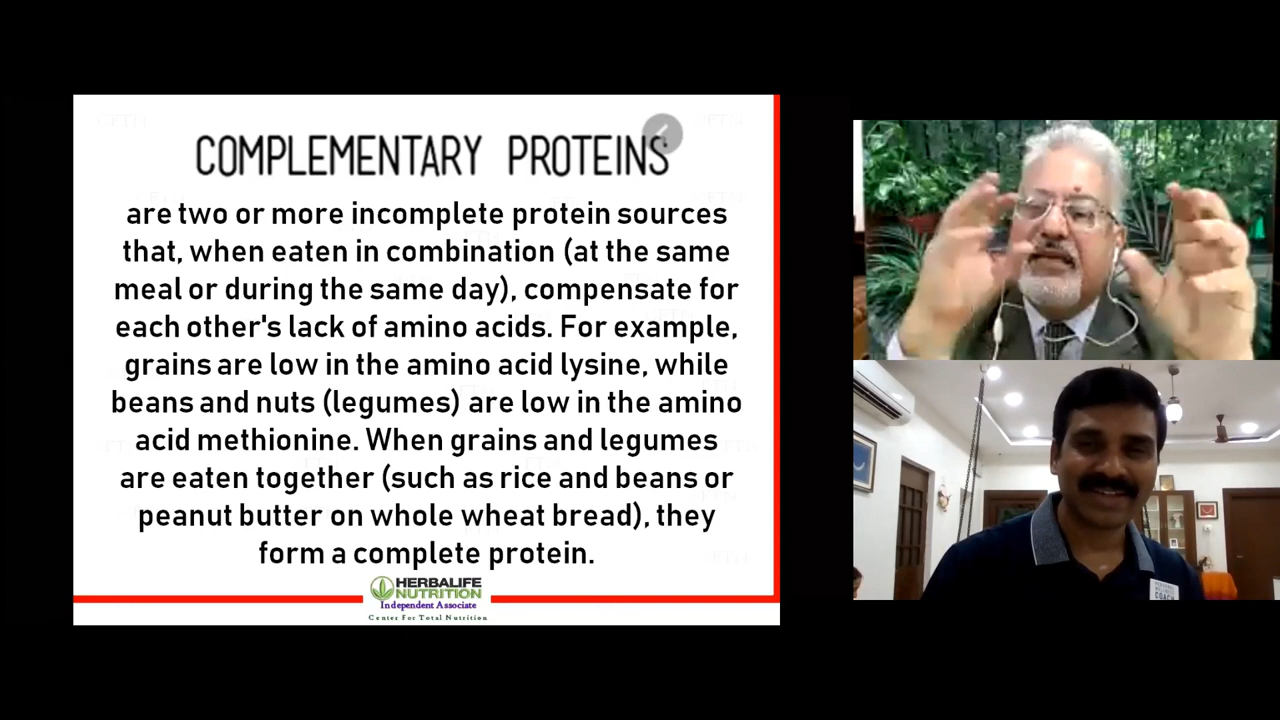 COMPLEMENTARY PROTEINS
are two or more incomplete protein sources
that, when eaten in combination (at the same
meal or during the same day), compensate for
each other's lack of amino acids. For example,
grains are low in the amino acid lysine, while
beans and nuts (legumes) are low in the amino
acid methionine. When grains and legumes
are eaten together (such as rice and beans or
peanut butter on whole wheat bread), they
form a complete protein.
HERBALIFE
NUTRITION
Independent Associate
Center For Total Nutrition
COACH